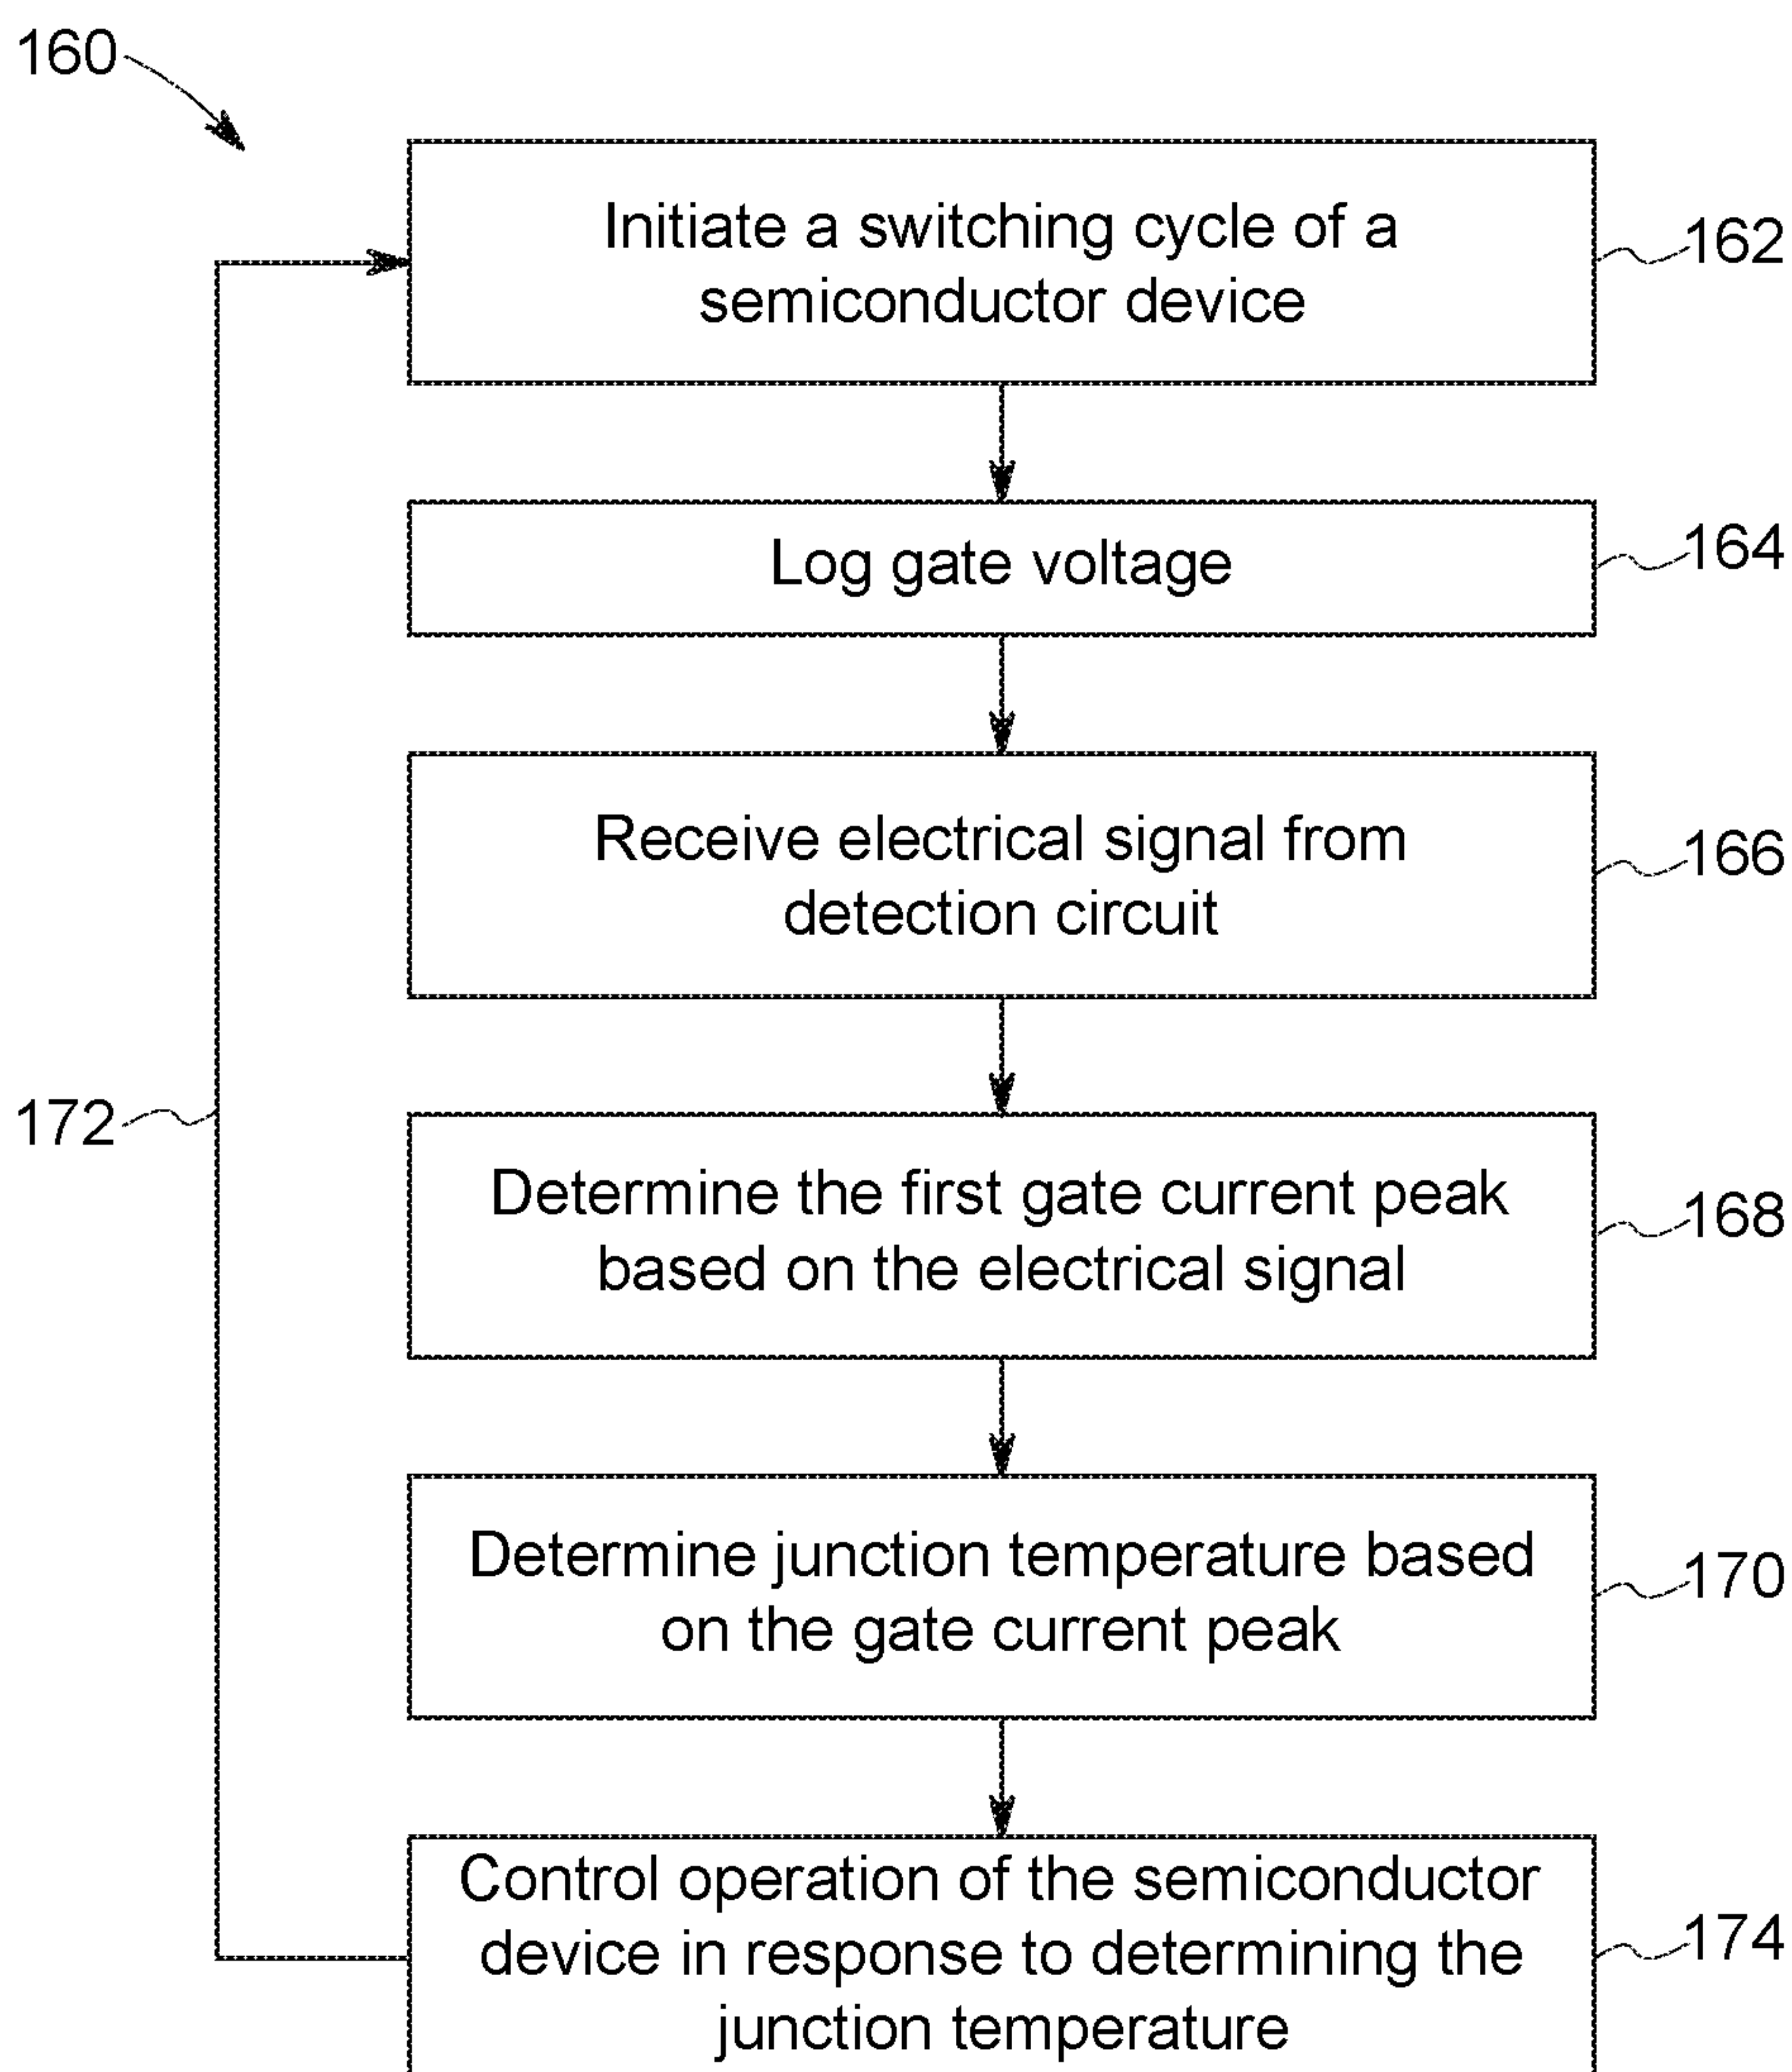 160
Initiate a switching cycle of a
semiconductor device
162
Log gate voltage
164
Receive electrical signal from
detection circuit
166
172
Determine the first gate current peak
based on the electrical signal
168
Determine junction temperature based
on the gate current peak
170
Control operation of the semiconductor
device in response to determining the
junction temperature
174